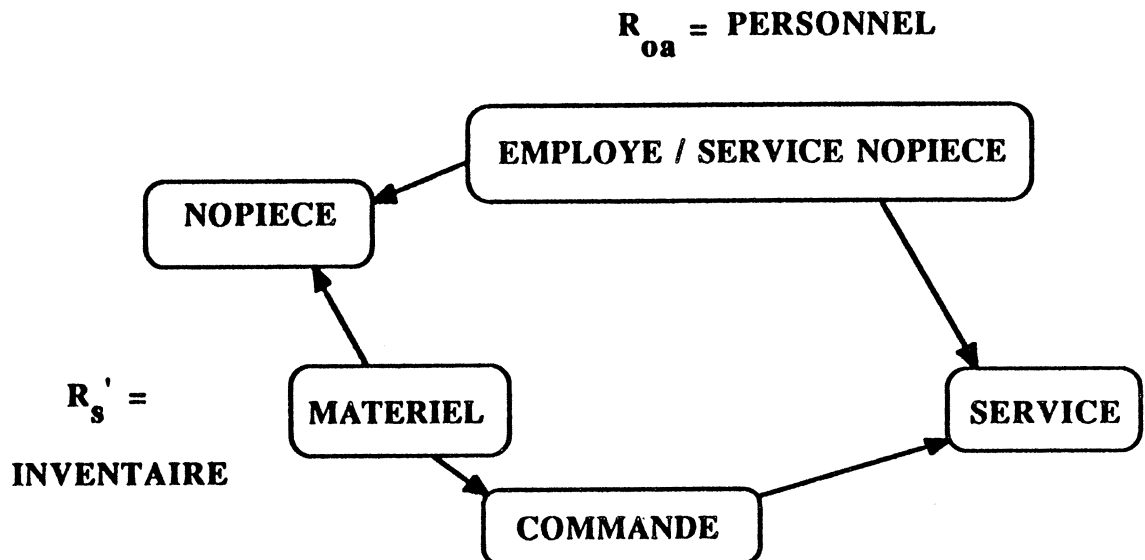 R_oa = PERSONNEL
EMPLOYE / SERVICE NOPIECE
NOPIECE
R_s' =
MATERIEL
SERVICE
INVENTAIRE
COMMANDE